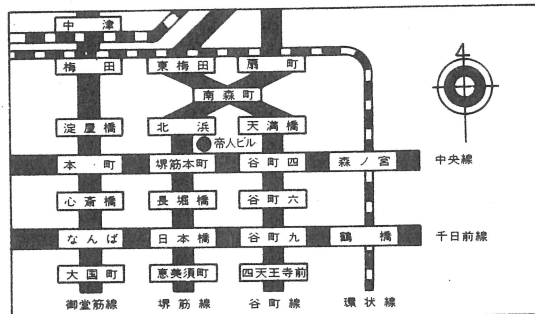 中津
4
梅田 東梅田 扇町
南森町
淀屋橋 北浜 天満橋
帝人ビル
本町 堺筋本町 谷町四 森ノ宮 中央線
心斎橋 長堀橋 谷町六
なんば 日本橋 谷町九 鶴橋 千日前線
大国町 恵美須町 四天王寺前
御堂筋線 堺筋線 谷町線 環状線